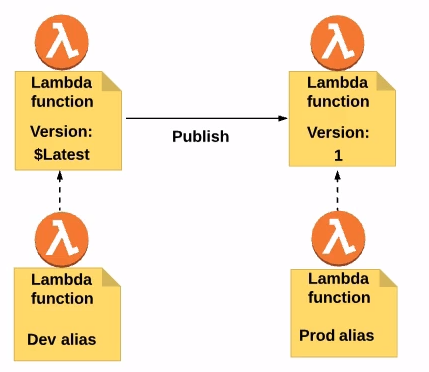 Lambda
function
Version:
$Latest
Publish
Lambda
function
Version:
1
Lambda
function
Dev alias
Lambda
function
Prod alias